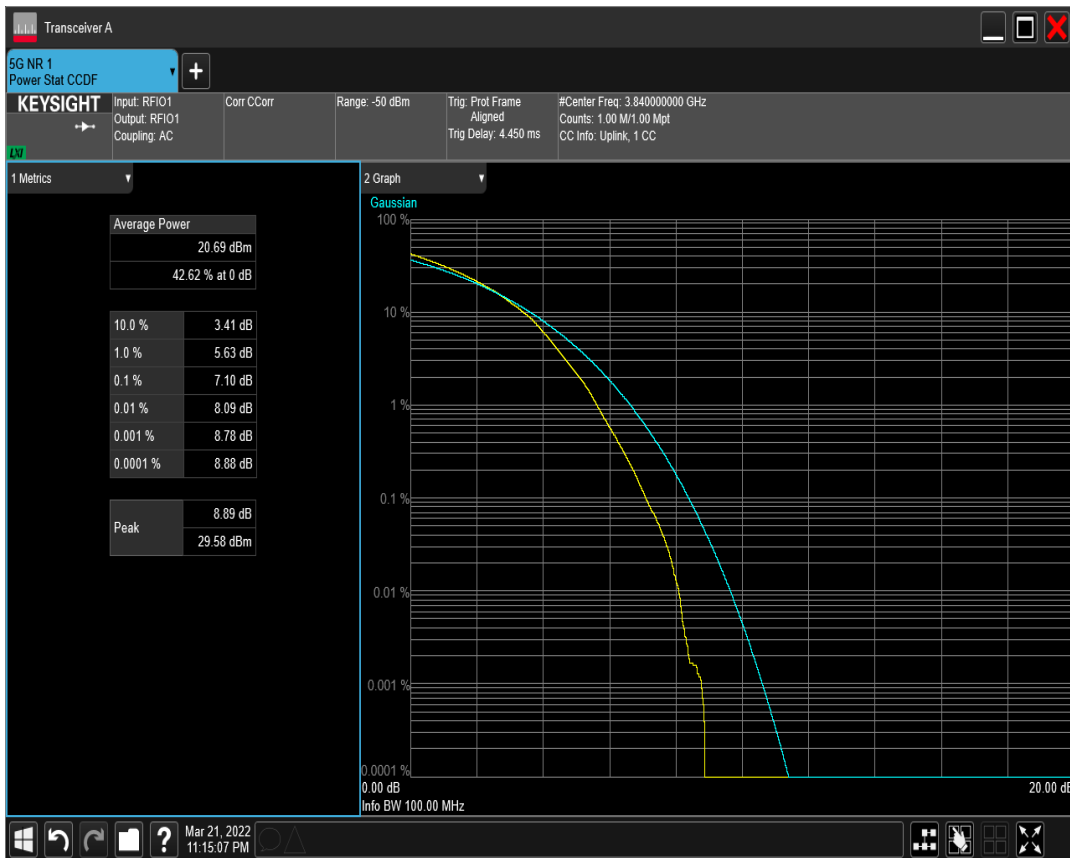 Transceiver A
5G NR 1
Power Stat CCDF
KEYSIGHT
LXI
Input: RFIO1
Output: RFIO1
Coupling: AC
Corr CCorr
Range: -50 dBm
Trig: Prot Frame
Aligned
Trig Delay: 4.450 ms
#Center Freq: 3.840000000 GHz
Counts: 1.00 M/1.00 Mpt
CC Info: Uplink, 1 CC
1 Metrics
Average Power
20.69 dBm
42.62 % at 0 dB
10.0 % 3.41 dB
1.0 % 5.63 dB
0.1 % 7.10 dB
0.01 % 8.09 dB
0.001 % 8.78 dB
0.0001 % 8.88 dB
Peak
8.89 dB
29.58 dBm
2 Graph
Gaussian
100 %
10 %
1 %
0.1 %
0.01 %
0.001 %
0.0001 %
0.00 dB 20.00 dB
Info BW 100.00 MHz
?
Mar 21, 2022
11:15:07 PM